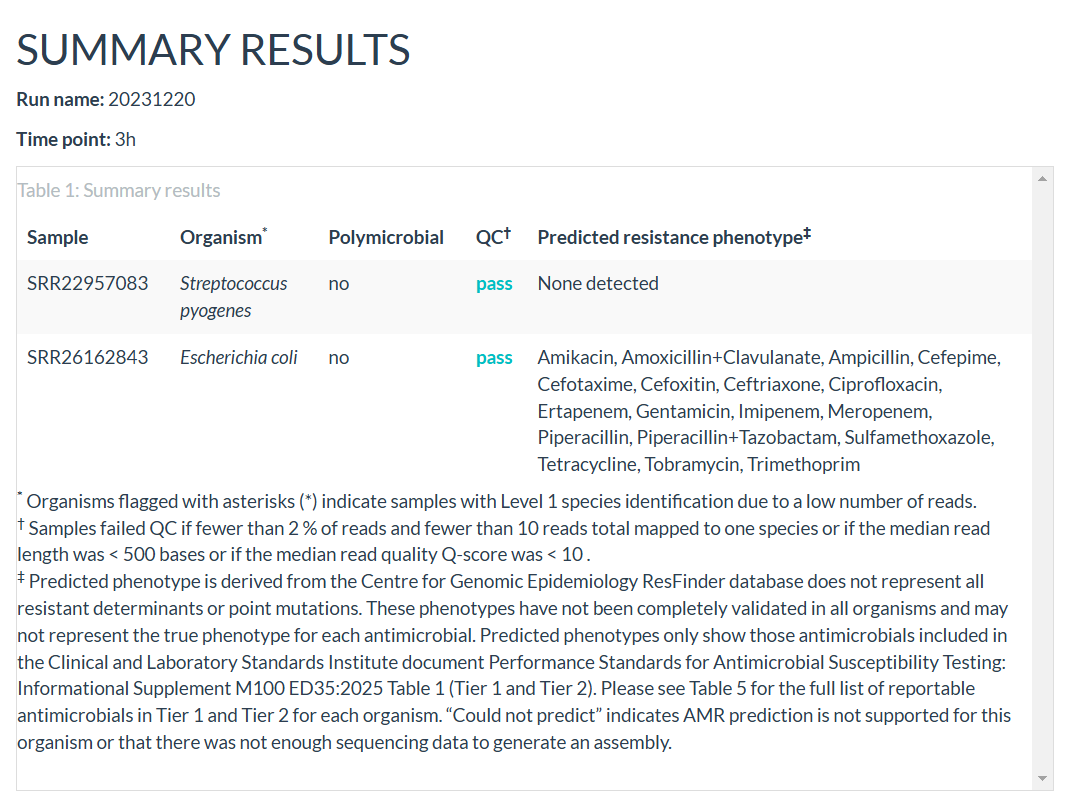 SUMMARY RESULTS
Run name: 20231220
Time point: 3h
Table 1: Summary results
Sample Organism* Polymicrobial QC† Predicted resistance phenotype‡
SRR22957083 Streptococcus pyogenes no pass None detected
SRR26162843 Escherichia coli no pass Amikacin, Amoxicillin+Clavulanate, Ampicillin, Cefepime,
Cefotaxime, Cefoxitin, Ceftriaxone, Ciprofloxacin,
Ertapenem, Gentamicin, Imipenem, Meropenem,
Piperacillin, Piperacillin+Tazobactam, Sulfamethoxazole,
Tetracycline, Tobramycin, Trimethoprim
* Organisms flagged with asterisks (*) indicate samples with Level 1 species identification due to a low number of reads.
† Samples failed QC if fewer than 2 % of reads and fewer than 10 reads total mapped to one species or if the median read
length was < 500 bases or if the median read quality Q-score was < 10 .
‡ Predicted phenotype is derived from the Centre for Genomic Epidemiology ResFinder database does not represent all
resistant determinants or point mutations. These phenotypes have not been completely validated in all organisms and may
not represent the true phenotype for each antimicrobial. Predicted phenotypes only show those antimicrobials included in
the Clinical and Laboratory Standards Institute document Performance Standards for Antimicrobial Susceptibility Testing:
Informational Supplement M100 ED35:2025 Table 1 (Tier 1 and Tier 2). Please see Table 5 for the full list of reportable
antimicrobials in Tier 1 and Tier 2 for each organism. “Could not predict” indicates AMR prediction is not supported for this
organism or that there was not enough sequencing data to generate an assembly.